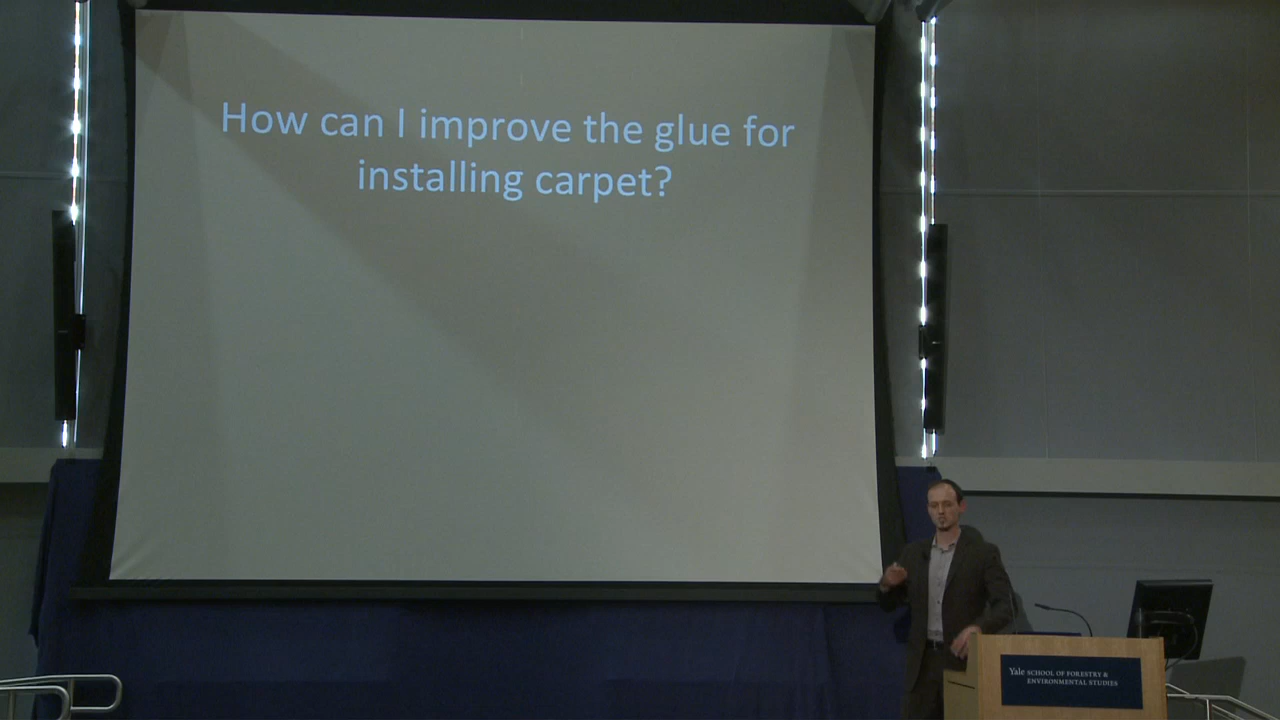 How can I improve the glue for
installing carpet?
Yale SCHOOL OF FORESTRY &
ENVIRONMENTAL STUDIES